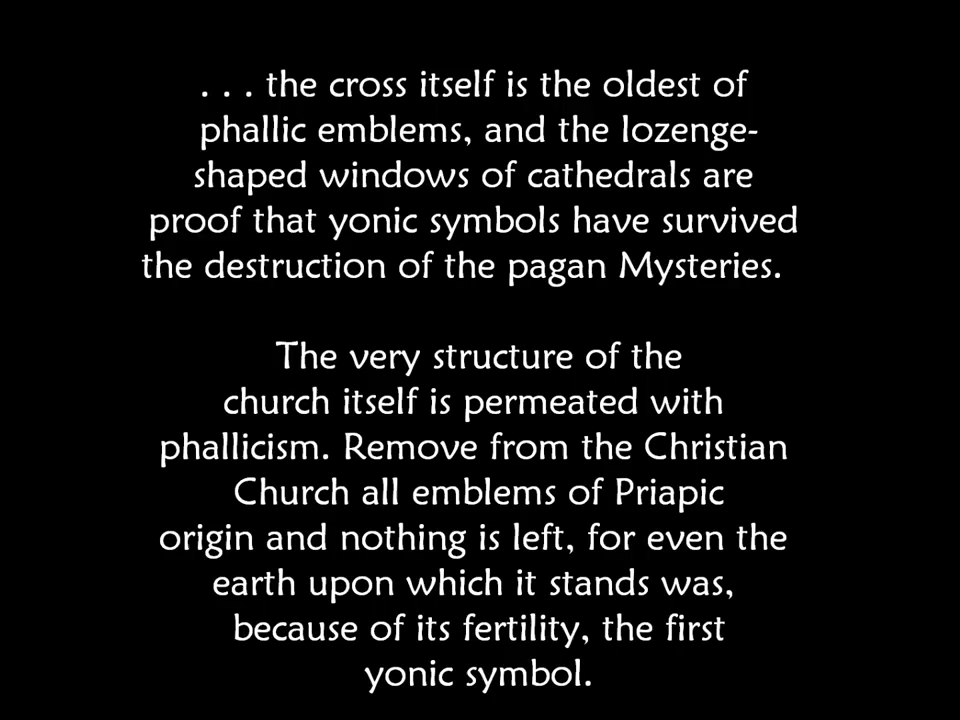 . . . the cross itself is the oldest of
phallic emblems, and the lozenge-
shaped windows of cathedrals are
proof that yonic symbols have survived
the destruction of the pagan Mysteries.
The very structure of the
church itself is permeated with
phallicism. Remove from the Christian
Church all emblems of Priapic
origin and nothing is left, for even the
earth upon which it stands was,
because of its fertility, the first
yonic symbol.